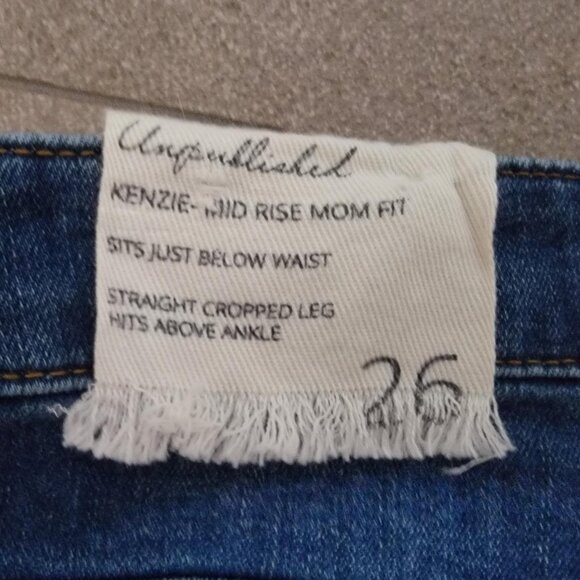 Unpublished
KENZIE- MID RISE MOM FIT
SITS JUST BELOW WAIST
STRAIGHT CROPPED LEG
HITS ABOVE ANKLE
26